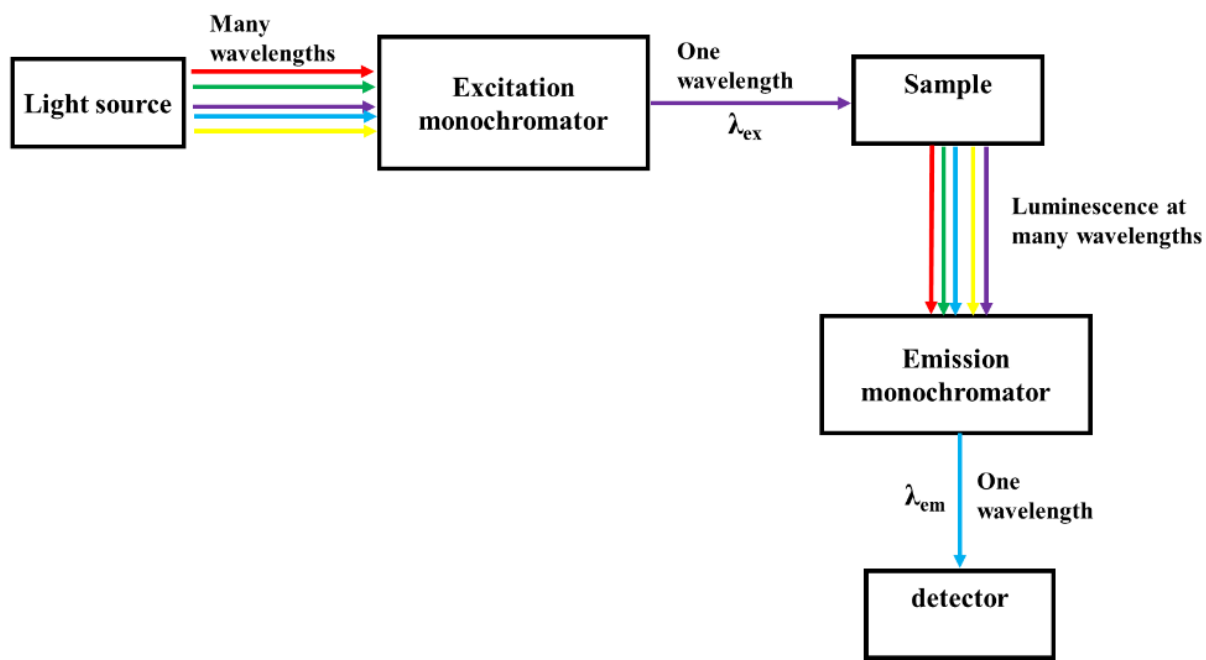 Many
wavelengths
Light source
Excitation
monochromator
One
wavelength
λex
Sample
Luminescence at
many wavelengths
Emission
monochromator
λem
One
wavelength
detector